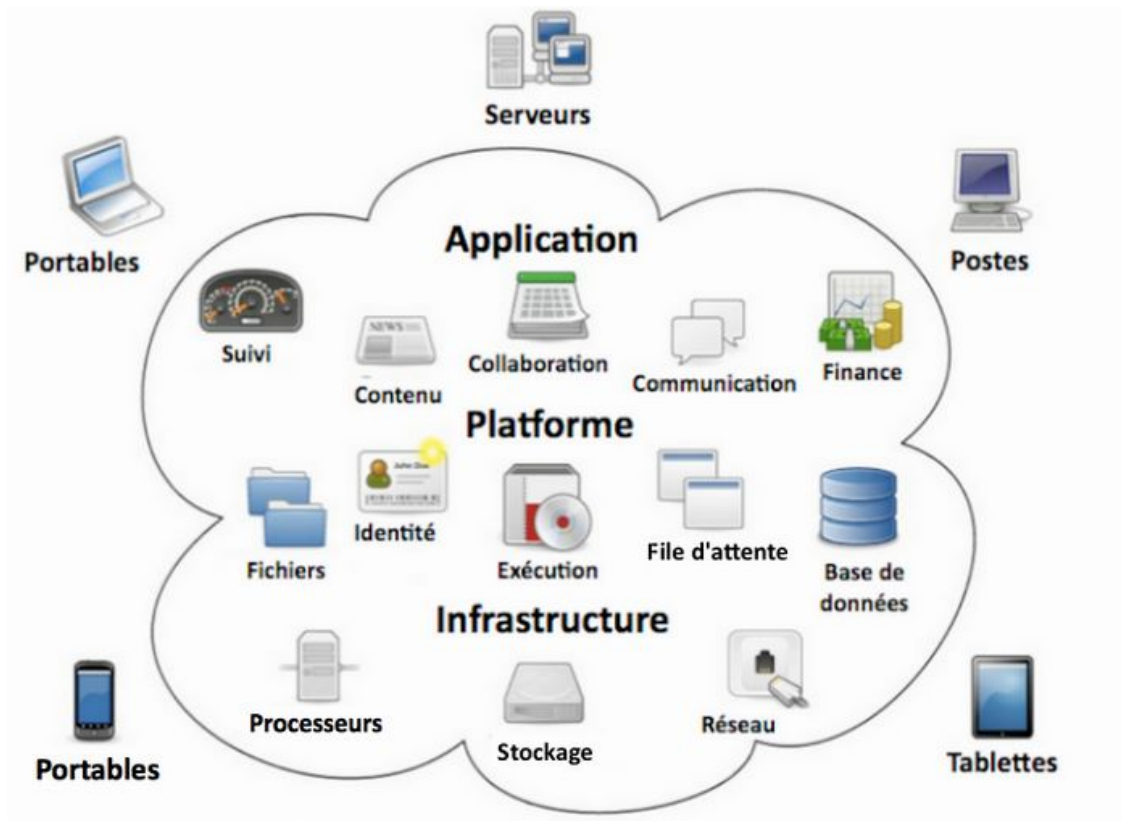 Serveurs
Portables
Postes
Application
Suivi
Contenu
Collaboration
Communication
Finance
Platforme
NEWS
John Doe
Fichiers
Identité
Exécution
File d'attente
Base de
données
Infrastructure
Processeurs
Stockage
Réseau
Portables
Tablettes